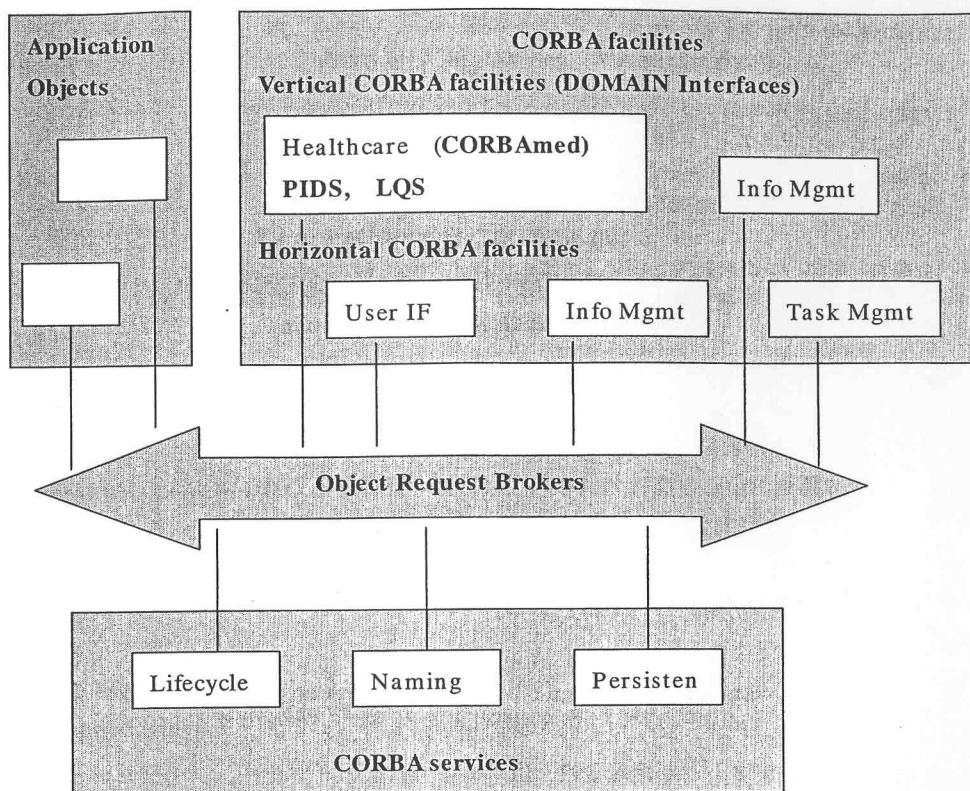 Application
Objects
CORBA facilities
Vertical CORBA facilities (DOMAIN Interfaces)
Healthcare (CORBAmed)
PIDS, LQS
Info Mgmt
Horizontal CORBA facilities
User IF
Info Mgmt
Task Mgmt
Object Request Brokers
Lifecycle
Naming
Persisten
CORBA services